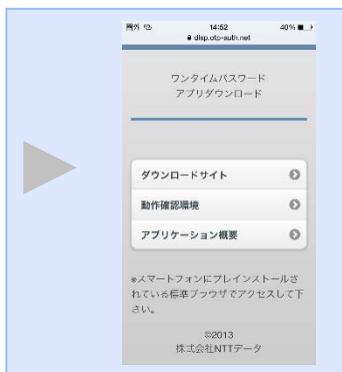 圏外 14:52 40%
disp.otp-auth.net
ワンタイムパスワード
アプリダウンロード
ダウンロードサイト
動作確認環境
アプリケーション概要
※スマートフォンにプレインストールさ
れている標準ブラウザでアクセスして下
さい。
©2013
株式会社NTTデータ